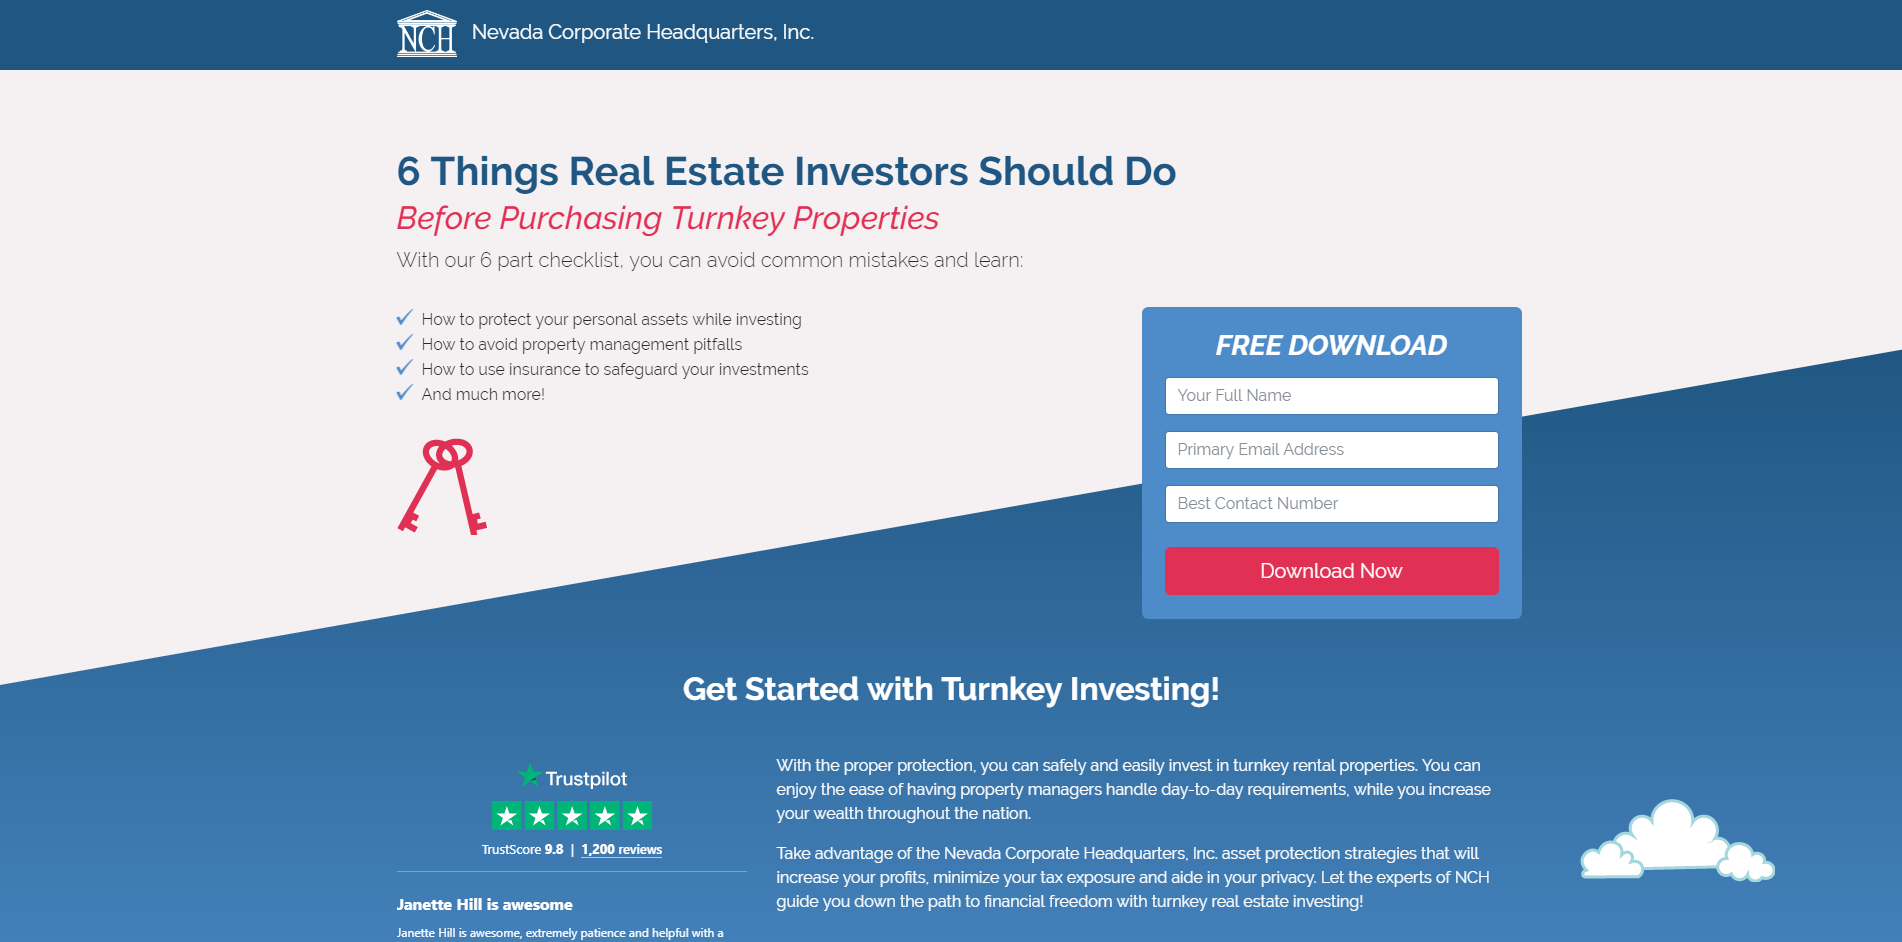 NCH
Nevada Corporate Headquarters, Inc.
6 Things Real Estate Investors Should Do
Before Purchasing Turnkey Properties
With our 6 part checklist, you can avoid common mistakes and learn:
How to protect your personal assets while investing
How to avoid property management pitfalls
How to use insurance to safeguard your investments
And much more!
FREE DOWNLOAD
Your Full Name
Primary Email Address
Best Contact Number
Download Now
Get Started with Turnkey Investing!
Trustpilot
TrustScore 9.8 | 1,200 reviews
Janette Hill is awesome
Janette Hill is awesome, extremely patience and helpful with a
With the proper protection, you can safely and easily invest in turnkey rental properties. You can
enjoy the ease of having property managers handle day-to-day requirements, while you increase
your wealth throughout the nation.
Take advantage of the Nevada Corporate Headquarters, Inc. asset protection strategies that will
increase your profits, minimize your tax exposure and aide in your privacy. Let the experts of NCH
guide you down the path to financial freedom with turnkey real estate investing!